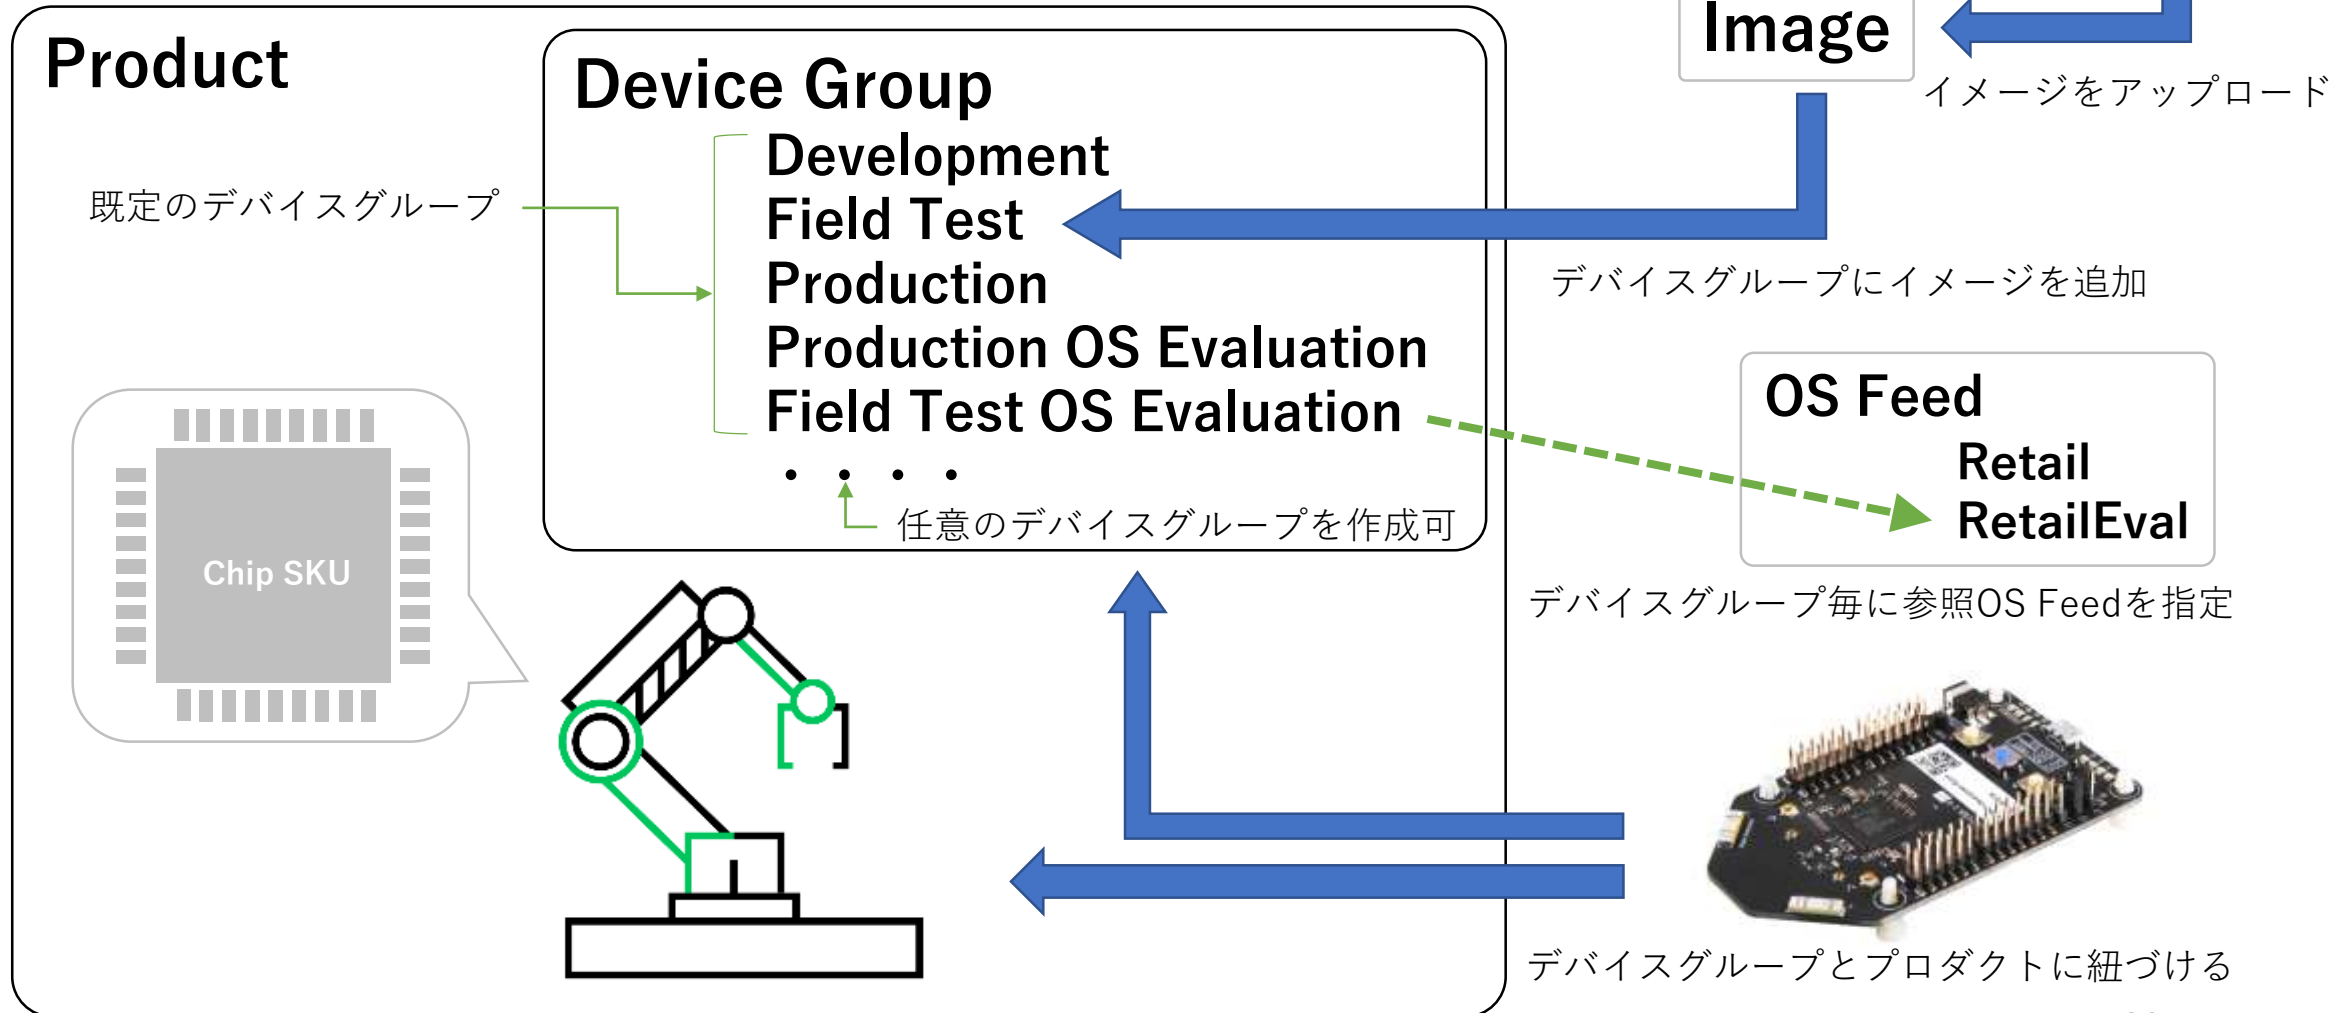 Product
Device Group
Development
Field Test
Production
Production OS Evaluation
Field Test OS Evaluation
・・・・
任意のデバイスグループを作成可
既定のデバイスグループ
Chip SKU
Image
イメージをアップロード
デバイスグループにイメージを追加
OS Feed
Retail
RetailEval
デバイスグループ毎に参照OS Feedを指定
デバイスグループとプロダクトに紐づける